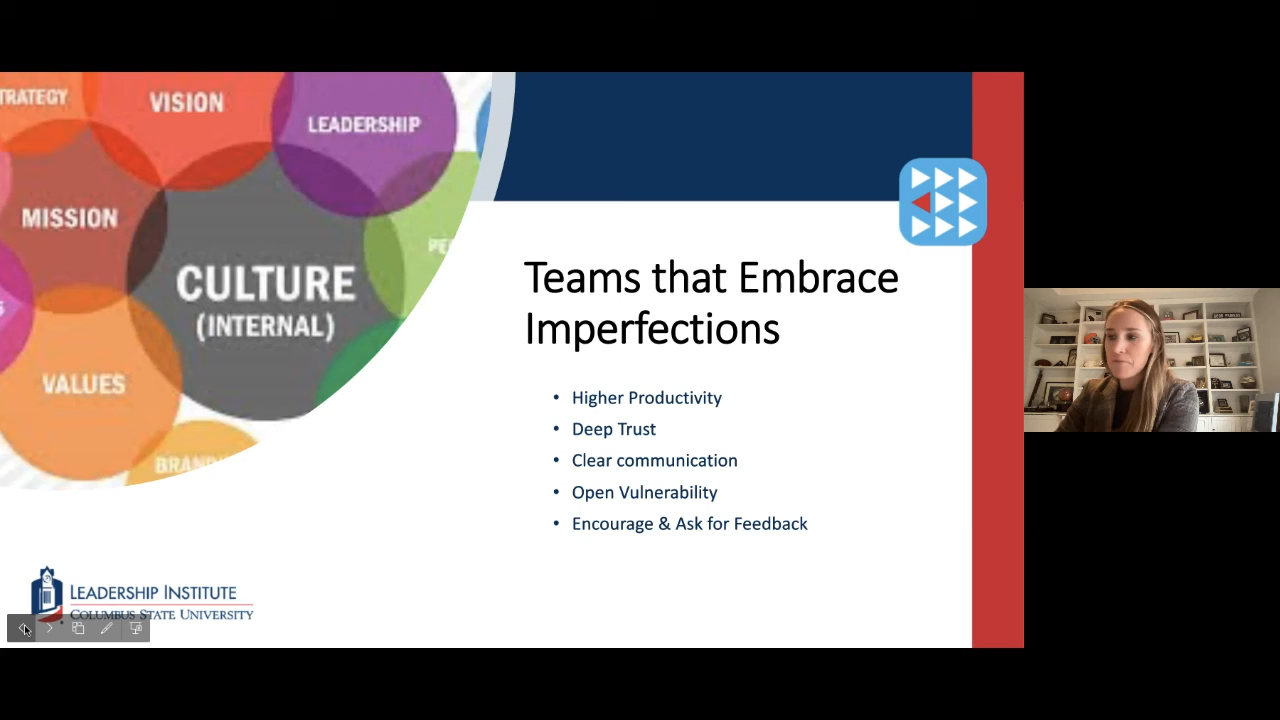 TRATEGY
VISION
LEADERSHIP
MISSION
CULTURE
(INTERNAL)
VALUES
Teams that Embrace
Imperfections
• Higher Productivity
• Deep Trust
• Clear communication
• Open Vulnerability
• Encourage & Ask for Feedback
LEADERSHIP INSTITUTE
COLUMBUS STATE UNIVERSITY